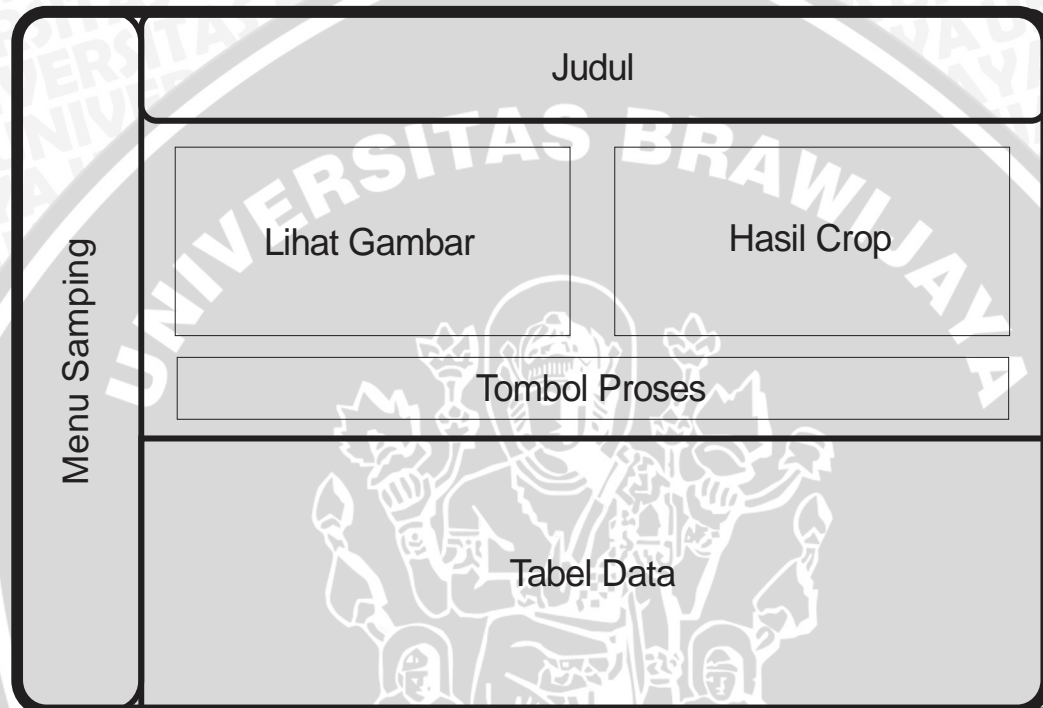 Judul
UNIVERSITAS BRAWIJAYA
Lihat Gambar
Hasil Crop
Menu Samping
Tombol Proses
Tabel Data